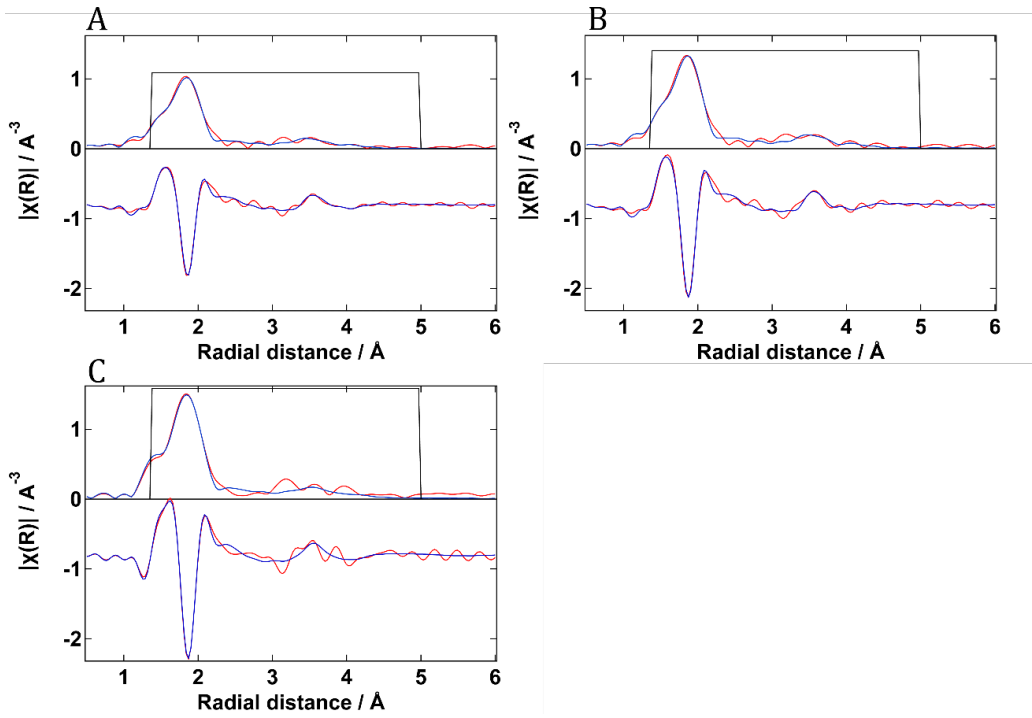 A
1
0
-1
-2
|χ(R)| / A⁻³
1 2 3 4 5 6
Radial distance / Å
B
1
0
-1
-2
|χ(R)| / A⁻³
1 2 3 4 5 6
Radial distance / Å
C
1
0
-1
-2
|χ(R)| / A⁻³
1 2 3 4 5 6
Radial distance / Å